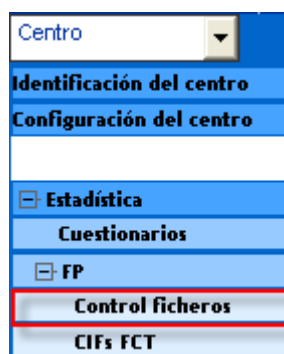 Centro
Identificación del centro
Configuración del centro
Estadística
Cuestionarios
FP
Control ficheros
CIFs FCT